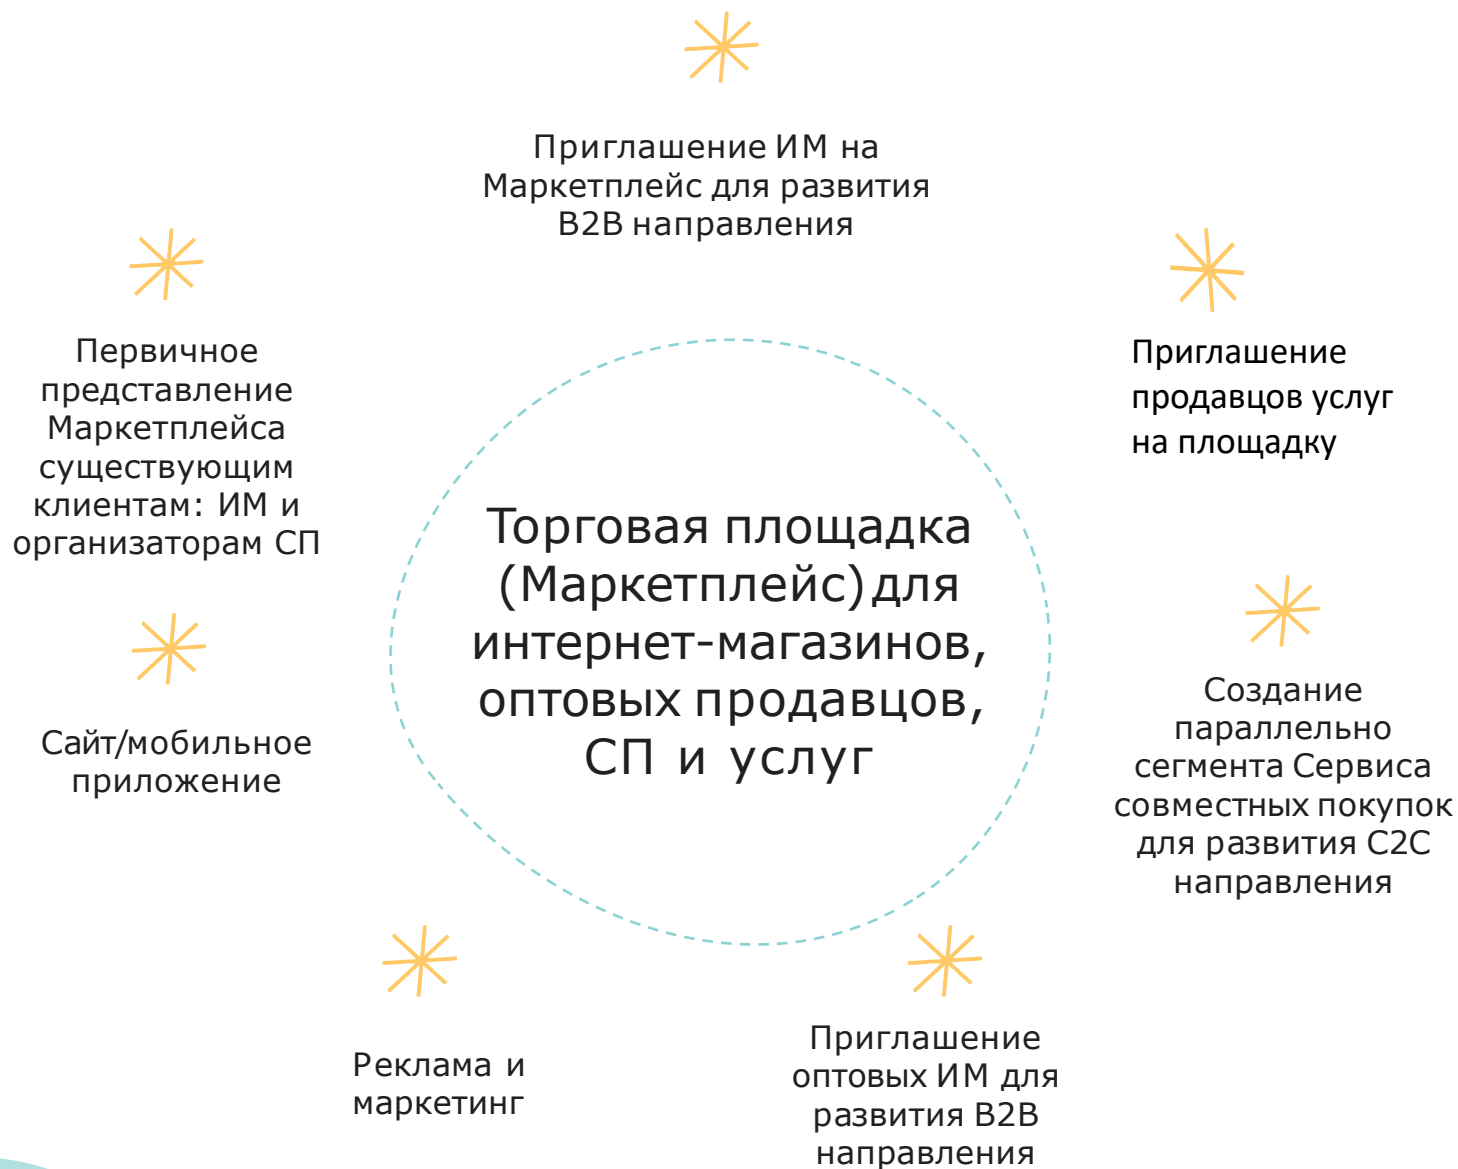 Приглашение ИМ на
Маркетплейс для развития
B2B направления
Первичное
представление
Маркетплейса
существующим
клиентам: ИМ и
организаторам СП
Приглашение
продавцов услуг
на площадку
Торговая площадка
(Маркетплейс) для
интернет-магазинов,
оптовых продавцов,
СП и услуг
Сайт/мобильное
приложение
Создание
параллельно
сегмента Сервиса
совместных покупок
для развития С2С
направления
Реклама и
маркетинг
Приглашение
оптовых ИМ для
развития B2B
направления